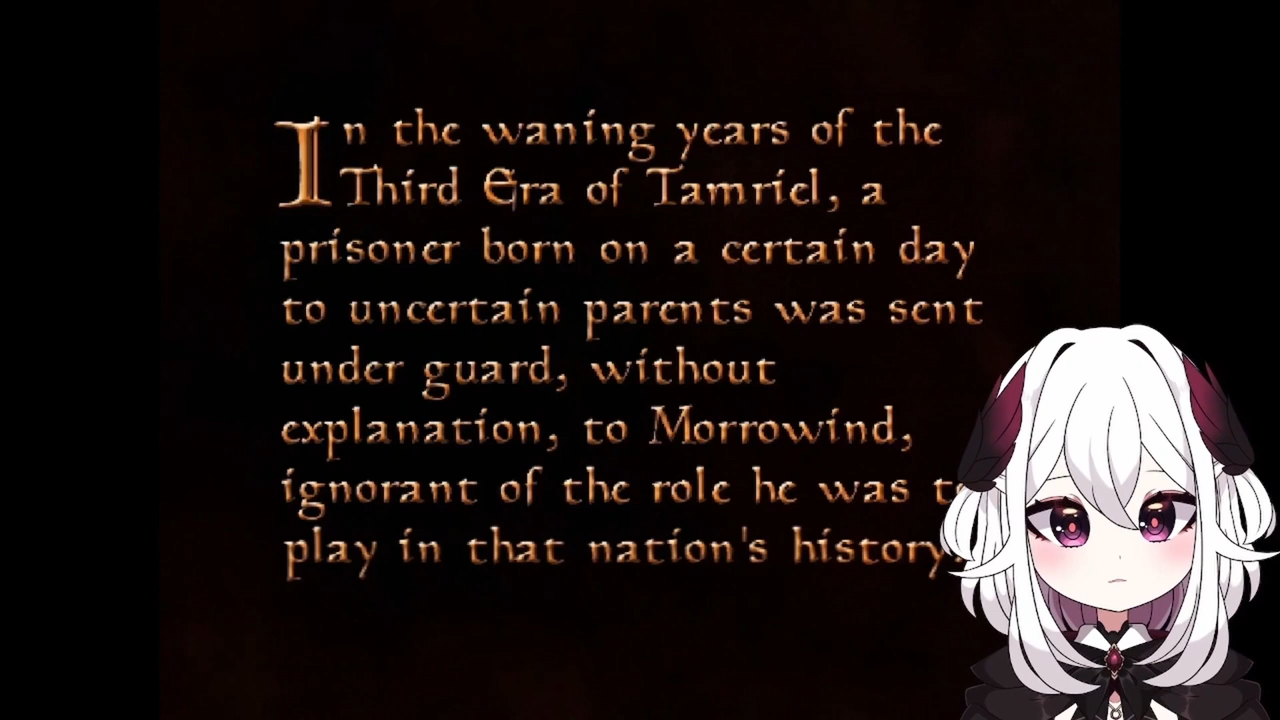 In the waning years of the
Third Era of Tamriel, a
prisoner born on a certain day
to uncertain parents was sent
under guard, without
explanation, to Morrowind,
ignorant of the role he was to
play in that nation's history.